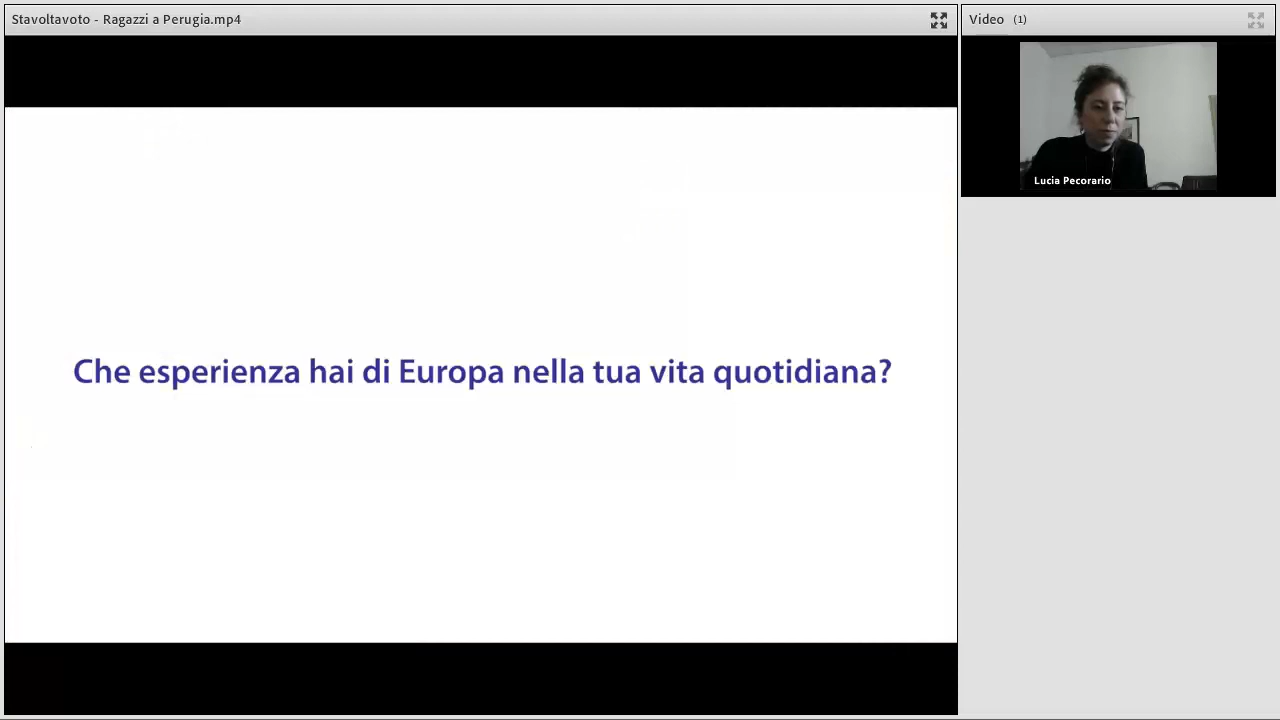 Stavoltavoto - Ragazzi a Perugia.mp4
Video (1)
Lucia Pecorario
Che esperienza hai di Europa nella tua vita quotidiana?